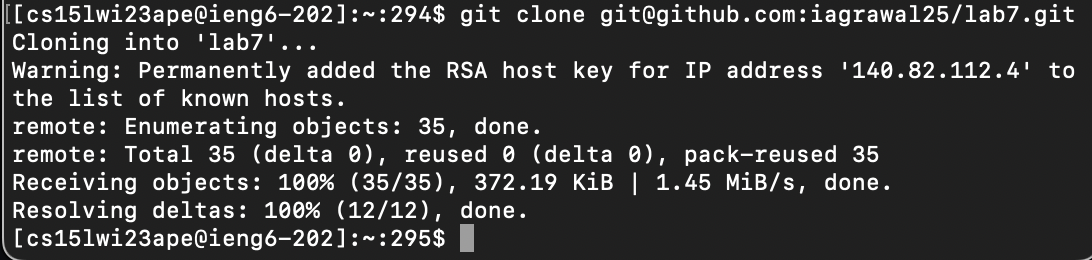 [[cs15lwi23ape@ieng6-202]:~:294$ git clone git@github.com:iagrawal25/lab7.git
Cloning into 'lab7'...
Warning: Permanently added the RSA host key for IP address '140.82.112.4' to
the list of known hosts.
remote: Enumerating objects: 35, done.
remote: Total 35 (delta 0), reused 0 (delta 0), pack-reused 35
Receiving objects: 100% (35/35), 372.19 KiB | 1.45 MiB/s, done.
Resolving deltas: 100% (12/12), done.
[cs15lwi23ape@ieng6-202]:~:295$